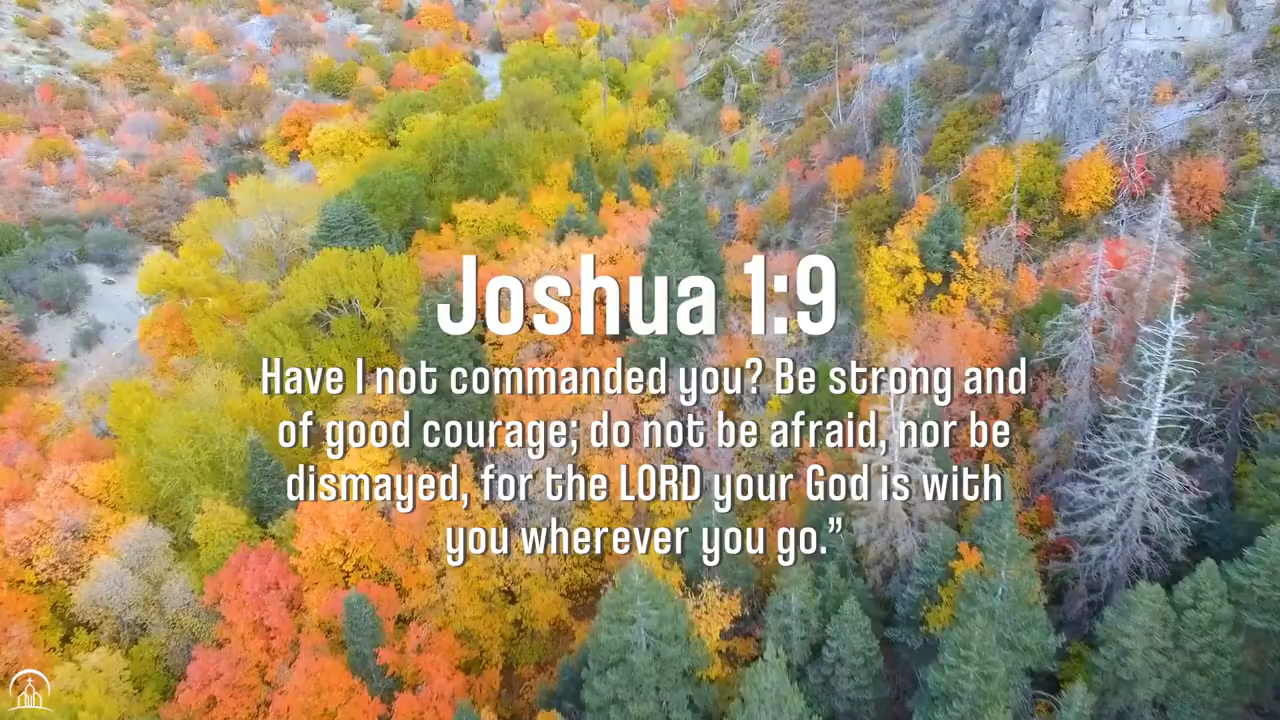 Joshua 1:9
Have I not commanded you? Be strong and
of good courage; do not be afraid, nor be
dismayed, for the LORD your God is with
you wherever you go.”